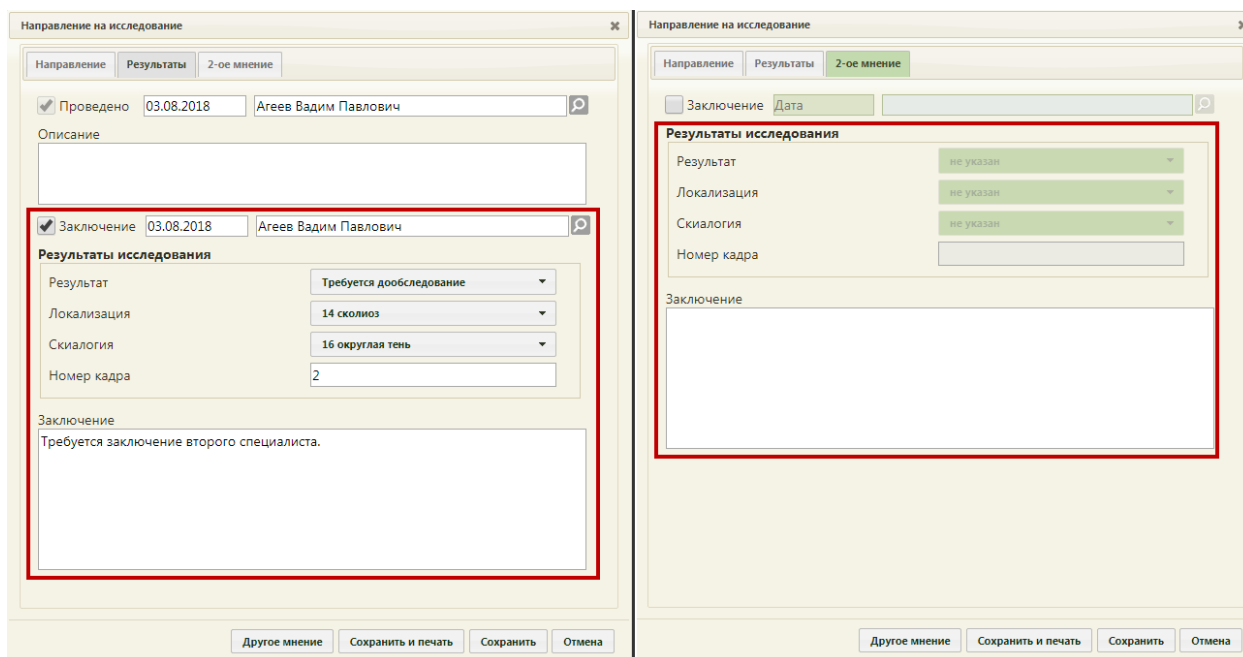 Направление на исследование
Направление Результаты 2-ое мнение
Проведено 03.08.2018 Агеев Вадим Павлович
Описание
Заключение 03.08.2018 Агеев Вадим Павлович
Результаты исследования
Результат Требуется дообследование
Локализация 14 сколиоз
Скиалогия 16 округлая тень
Номер кадра 2
Заключение
Требуется заключение второго специалиста.
Другое мнение Сохранить и печать Сохранить Отмена
Направление на исследование
Направление Результаты 2-ое мнение
Заключение Дата
Результаты исследования
Результат не указан
Локализация не указан
Скиалогия не указан
Номер кадра
Заключение
Другое мнение Сохранить и печать Сохранить Отмена